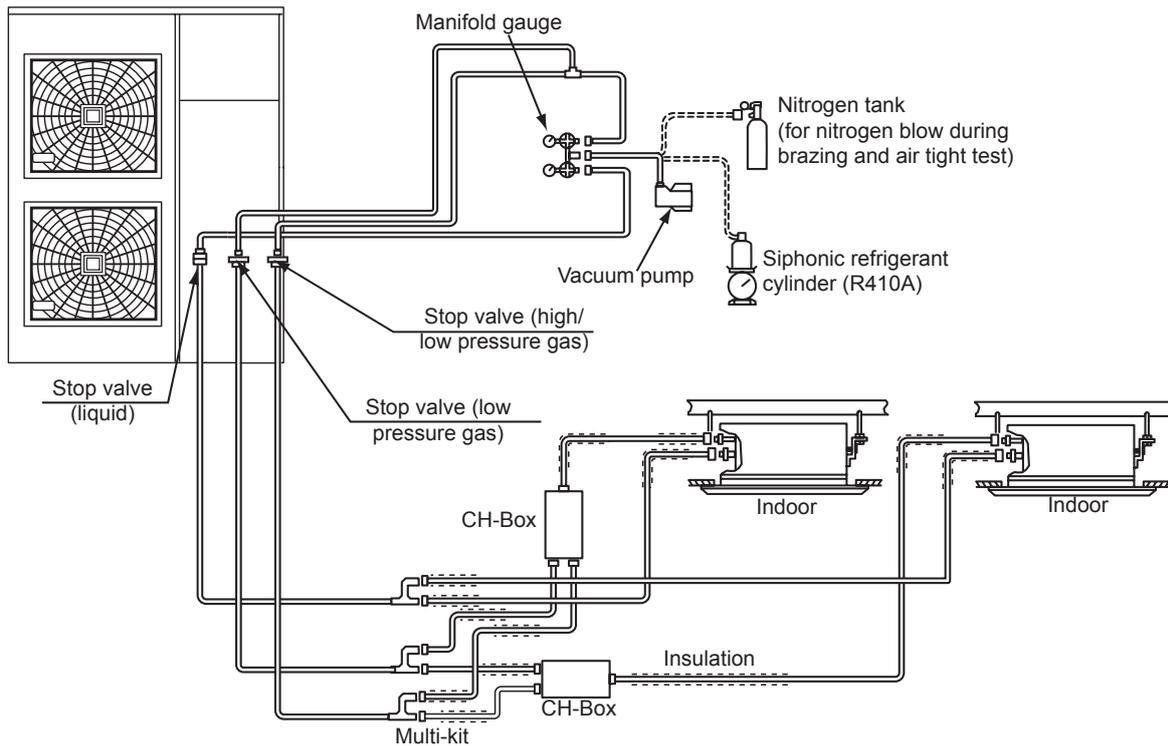 Manifold gauge
Nitrogen tank
(for nitrogen blow during
brazing and air tight test)
Vacuum pump
Siphonic refrigerant
cylinder (R410A)
Stop valve (high/
low pressure gas)
Stop valve
(liquid)
Stop valve (low
pressure gas)
Indoor
Indoor
CH-Box
Insulation
CH-Box
Multi-kit